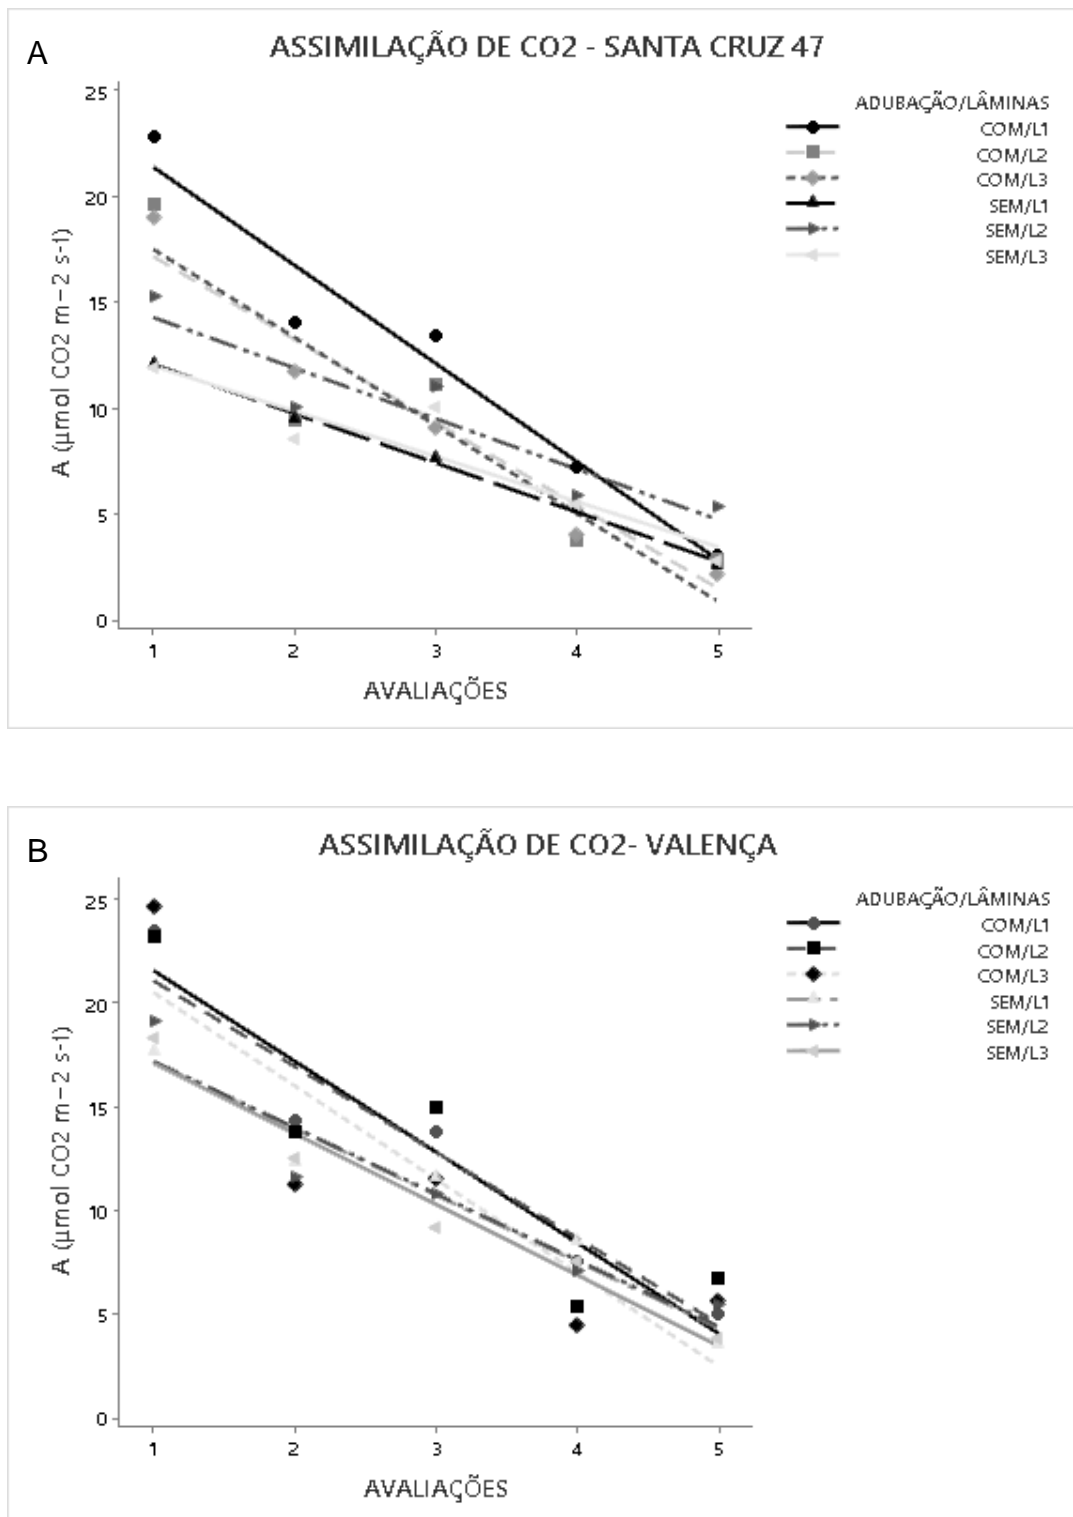 A
ASSIMILAÇÃO DE CO2 - SANTA CRUZ 47
ADUBAÇÃO/LÂMINAS
COM/L1
COM/L2
COM/L3
SEM/L1
SEM/L2
SEM/L3
A (µmol CO2 m−2 s-1)
25
20
15
10
5
0
1 2 3 4 5
AVALIAÇÕES
B
ASSIMILAÇÃO DE CO2- VALENÇA
ADUBAÇÃO/LÂMINAS
COM/L1
COM/L2
COM/L3
SEM/L1
SEM/L2
SEM/L3
A (µmol CO2 m−2 s-1)
25
20
15
10
5
0
1 2 3 4 5
AVALIAÇÕES